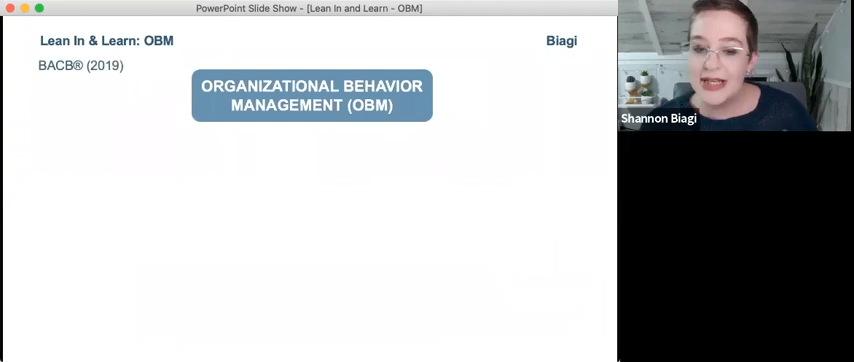 PowerPoint Slide Show - [Lean In and Learn - OBM]
Lean In & Learn: OBM
Biagi
BACB® (2019)
ORGANIZATIONAL BEHAVIOR
MANAGEMENT (OBM)
Shannon Biagi